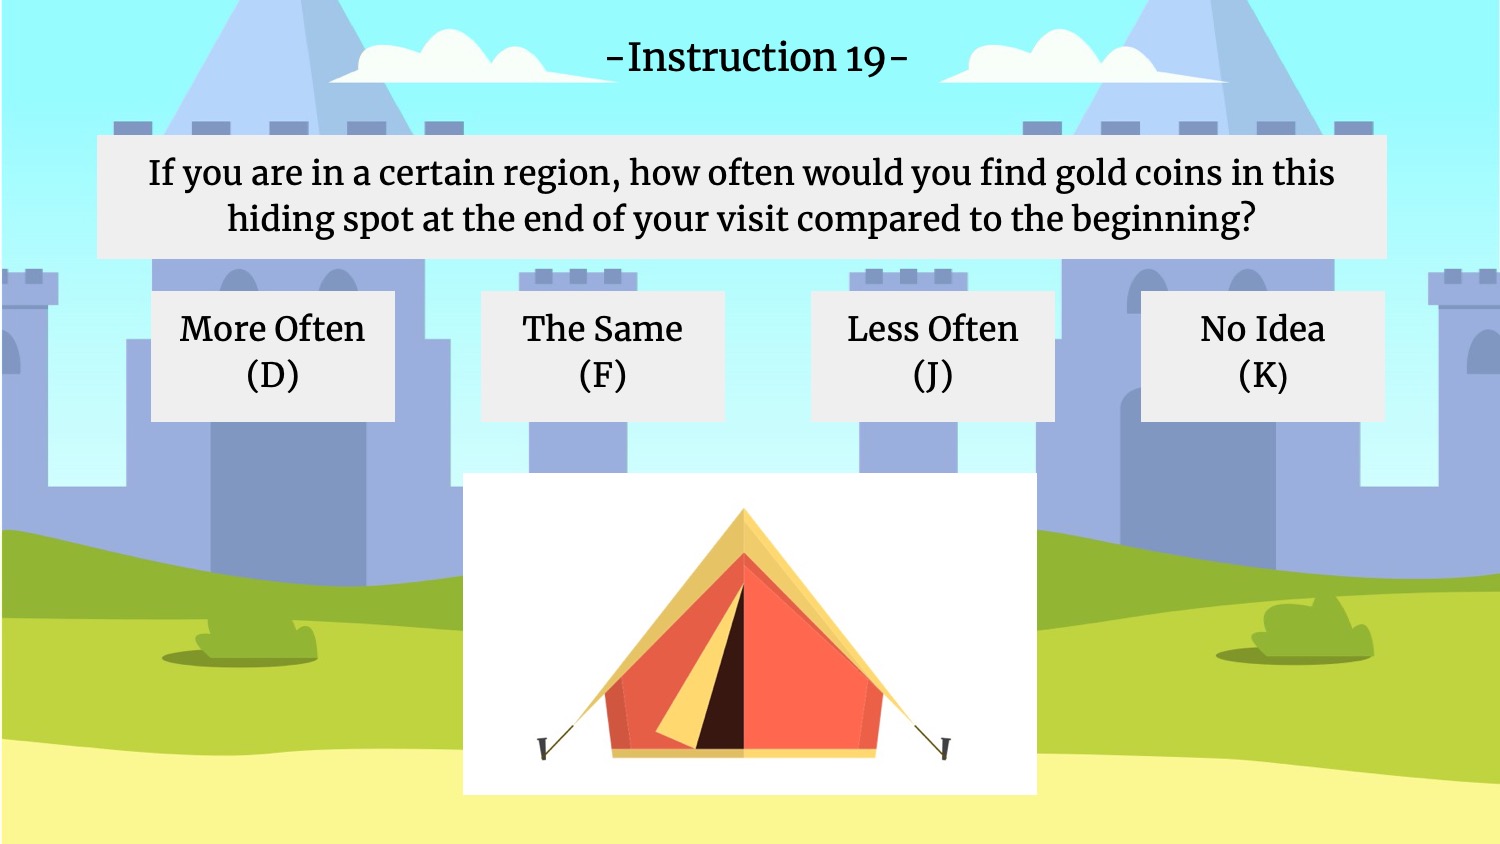 -Instruction 19-
If you are in a certain region, how often would you find gold coins in this
hiding spot at the end of your visit compared to the beginning?
More Often
(D)
The Same
(F)
Less Often
(J)
No Idea
(K)